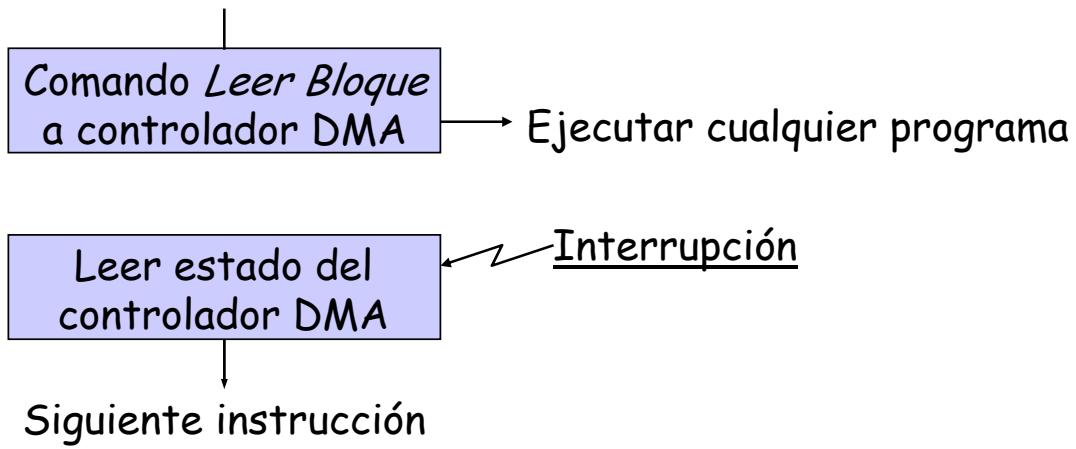 Comando Leer Bloque
a controlador DMA
Ejecutar cualquier programa
Leer estado del
controlador DMA
Interrupción
Siguiente instrucción